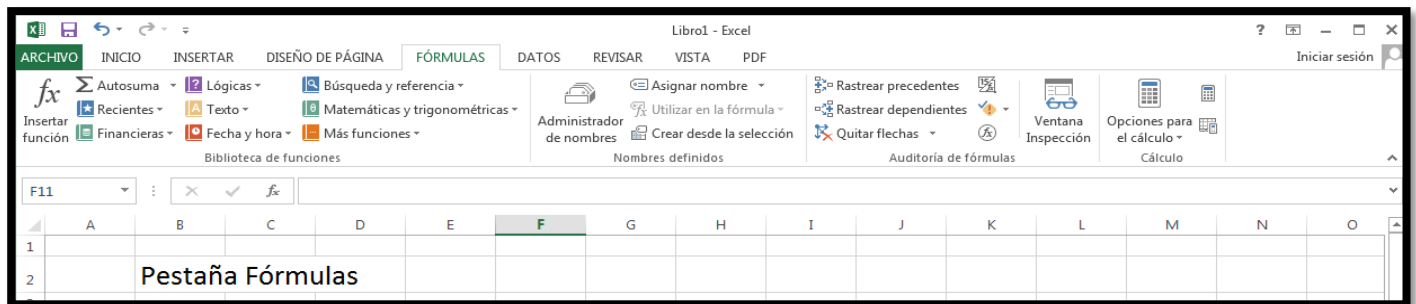 Libro1 - Excel
ARCHIVO INICIO INSERTAR DISEÑO DE PÁGINA FÓRMULAS DATOS REVISAR VISTA PDF Iniciar sesión
fx Insertar función
Σ Autosuma
Recientes
Financieras
? Lógicas
A Texto
Fecha y hora
Búsqueda y referencia
θ Matemáticas y trigonométricas
Más funciones
Biblioteca de funciones
Administrador de nombres
Asignar nombre
Utilizar en la fórmula
Crear desde la selección
Nombres definidos
Rastrear precedentes
Rastrear dependientes
Quitar flechas
Auditoría de fórmulas
Ventana Inspección
Opciones para el cálculo
Cálculo
F11 fx
A B C D E F G H I J K L M N O
1
2 Pestaña Fórmulas